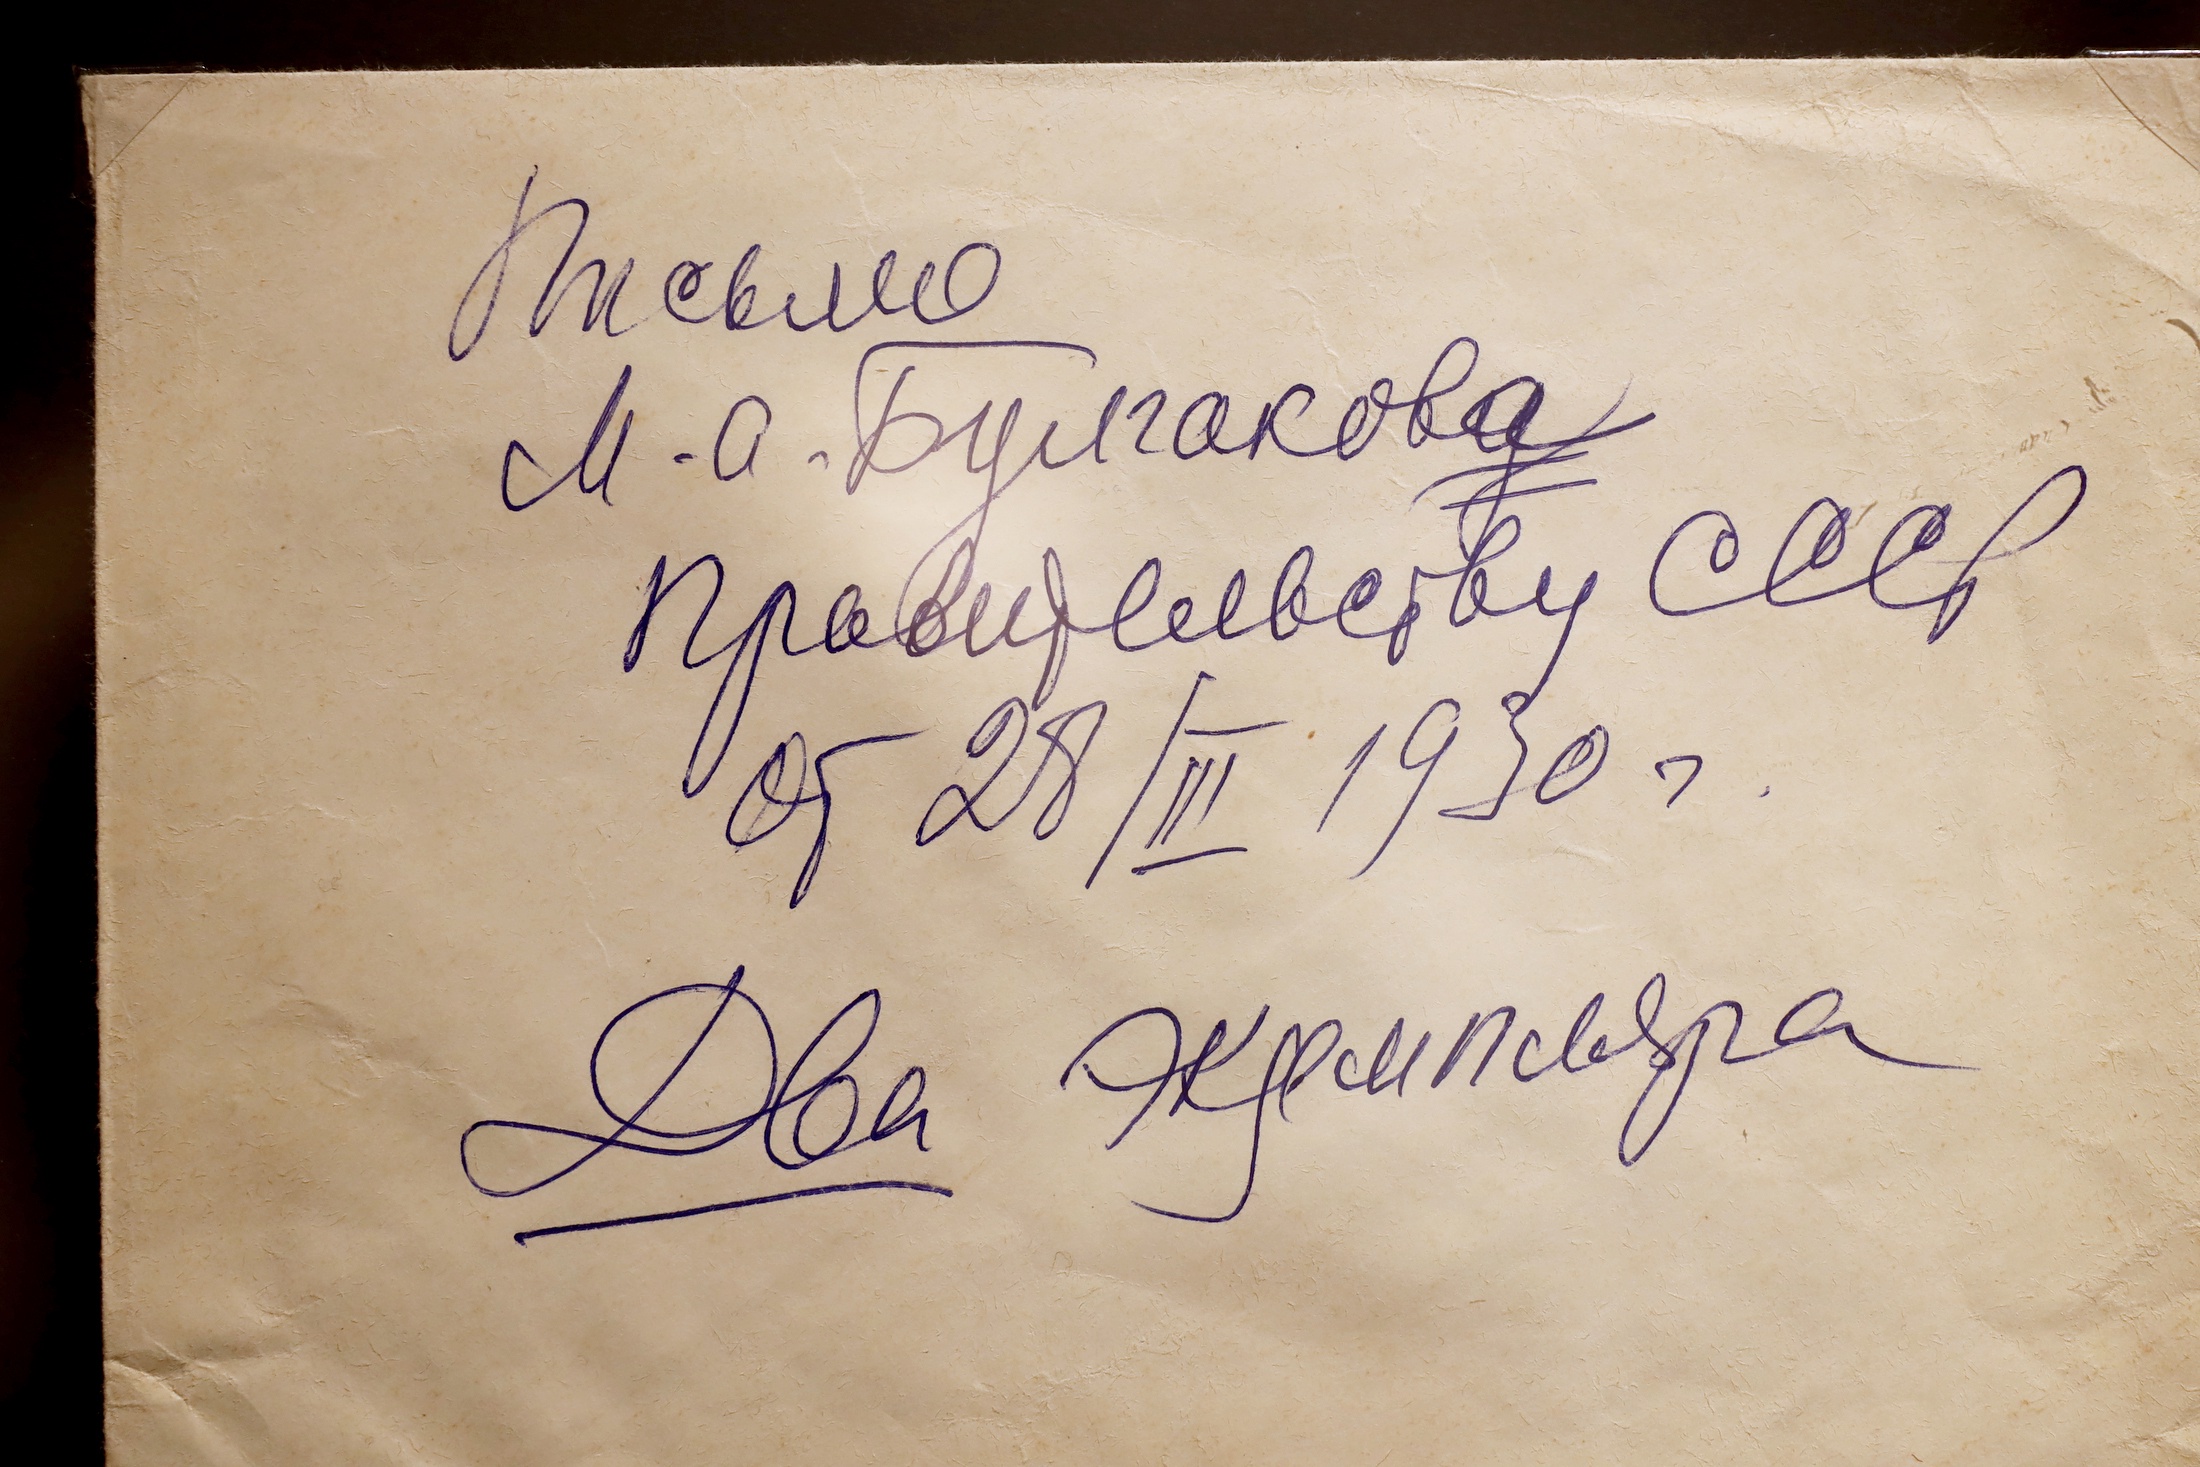 Письмо
М.А. Булгакова
Правительству СССР
от 28/III 1930 г.
Два экземпляра